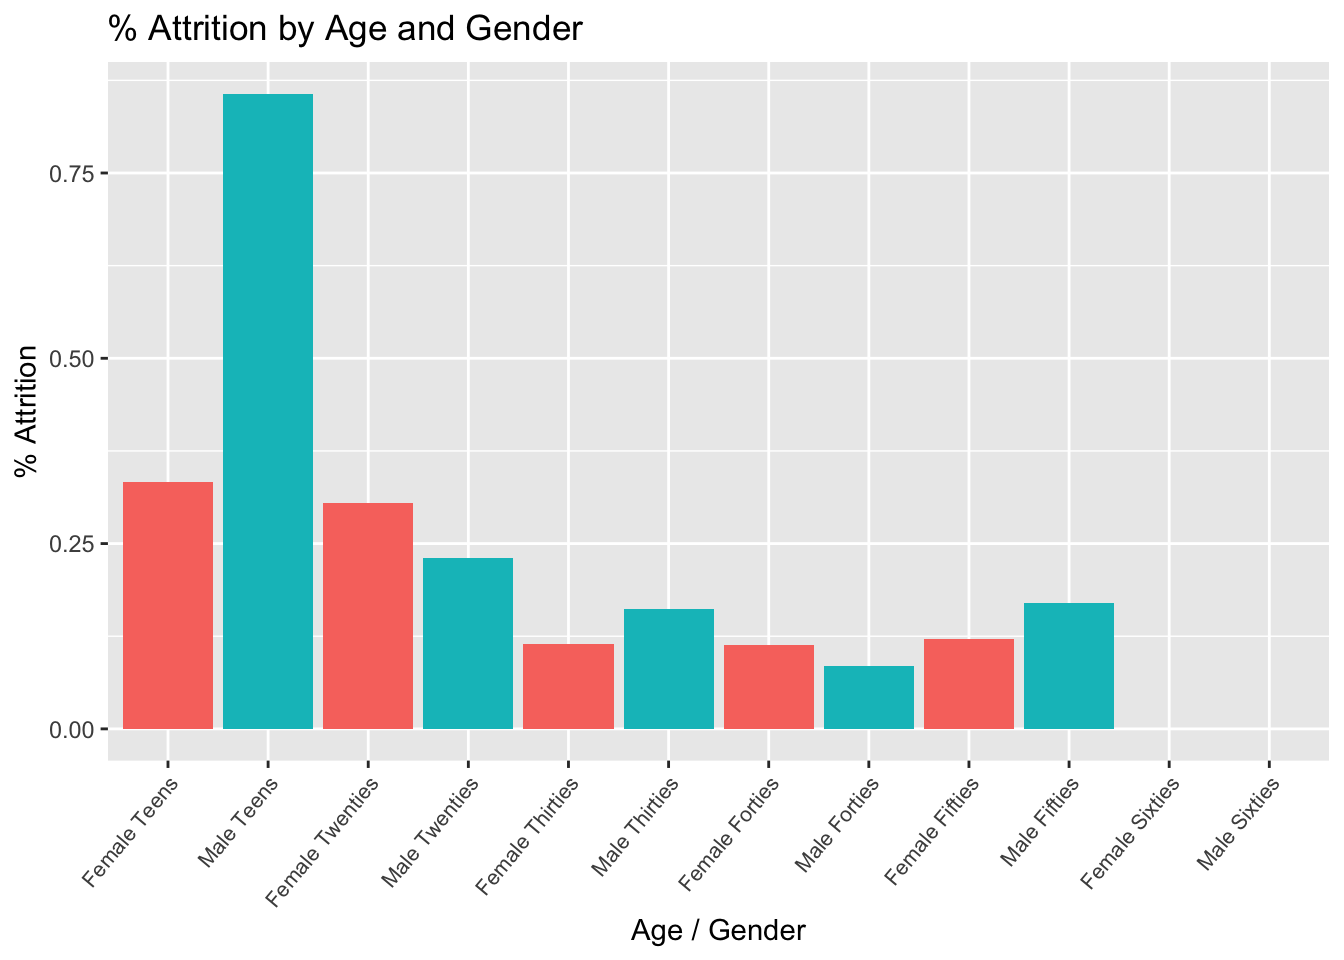 % Attrition by Age and Gender
% Attrition
0.75
0.50
0.25
0.00
Female Teens
Male Teens
Female Twenties
Male Twenties
Female Thirties
Male Thirties
Female Forties
Male Forties
Female Fifties
Male Fifties
Female Sixties
Male Sixties
Age / Gender